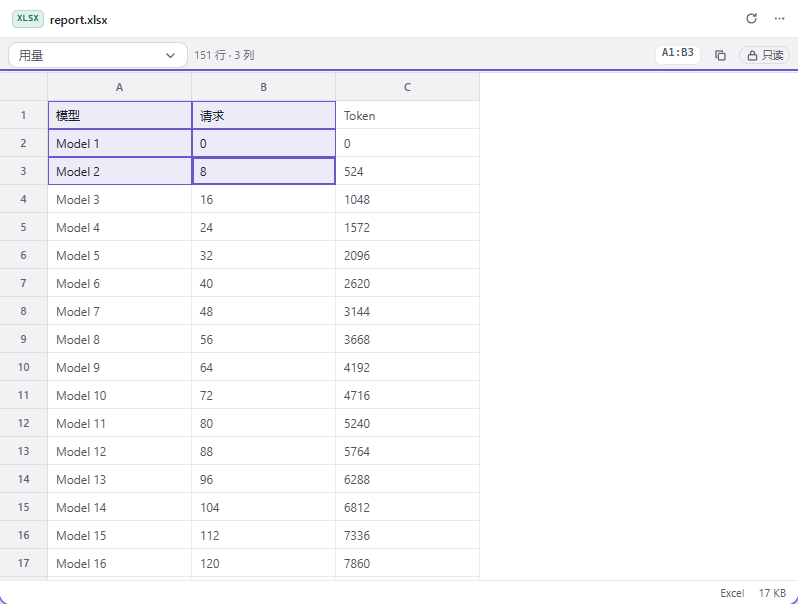 XLSX report.xlsx
用量 151 行 · 3 列 A1:B3 只读
A B C
1 模型 请求 Token
2 Model 1 0 0
3 Model 2 8 524
4 Model 3 16 1048
5 Model 4 24 1572
6 Model 5 32 2096
7 Model 6 40 2620
8 Model 7 48 3144
9 Model 8 56 3668
10 Model 9 64 4192
11 Model 10 72 4716
12 Model 11 80 5240
13 Model 12 88 5764
14 Model 13 96 6288
15 Model 14 104 6812
16 Model 15 112 7336
17 Model 16 120 7860
Excel 17 KB